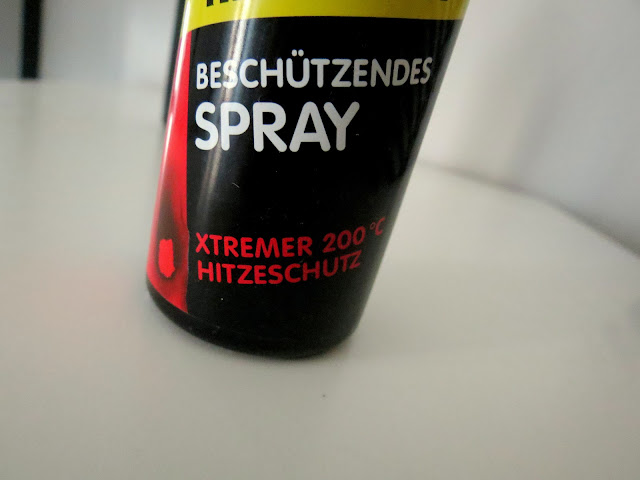 BESCHÜTZENDES
SPRAY
XTREMER 200°C
HITZESCHUTZ